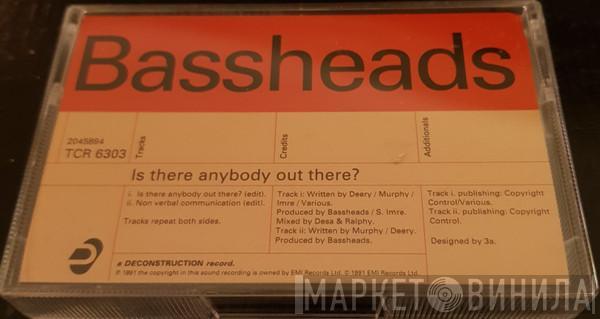 Bassheads
2045894
TCR 6303
Tracks
Credits
Additionals
Is there anybody out there?
i. Is there anybody out there? (edit).
ii. Non verbal communication (edit).
Tracks repeat both sides.
Track i: Written by Deery / Murphy /
Imre / Various.
Produced by Bassheads / S. Imre.
Mixed by Desa & Ralphy.
Track ii: Written by Murphy / Deery.
Produced by Bassheads.
Track i. publishing: Copyright
Control/Various.
Track ii. publishing: Copyright
Control.
Designed by 3a.
a DECONSTRUCTION record.
℗ 1991 the copyright in this sound recording is owned by EMI Records Ltd. © 1991 EMI Records Ltd.
МАРКЕТ ВИНИЛА